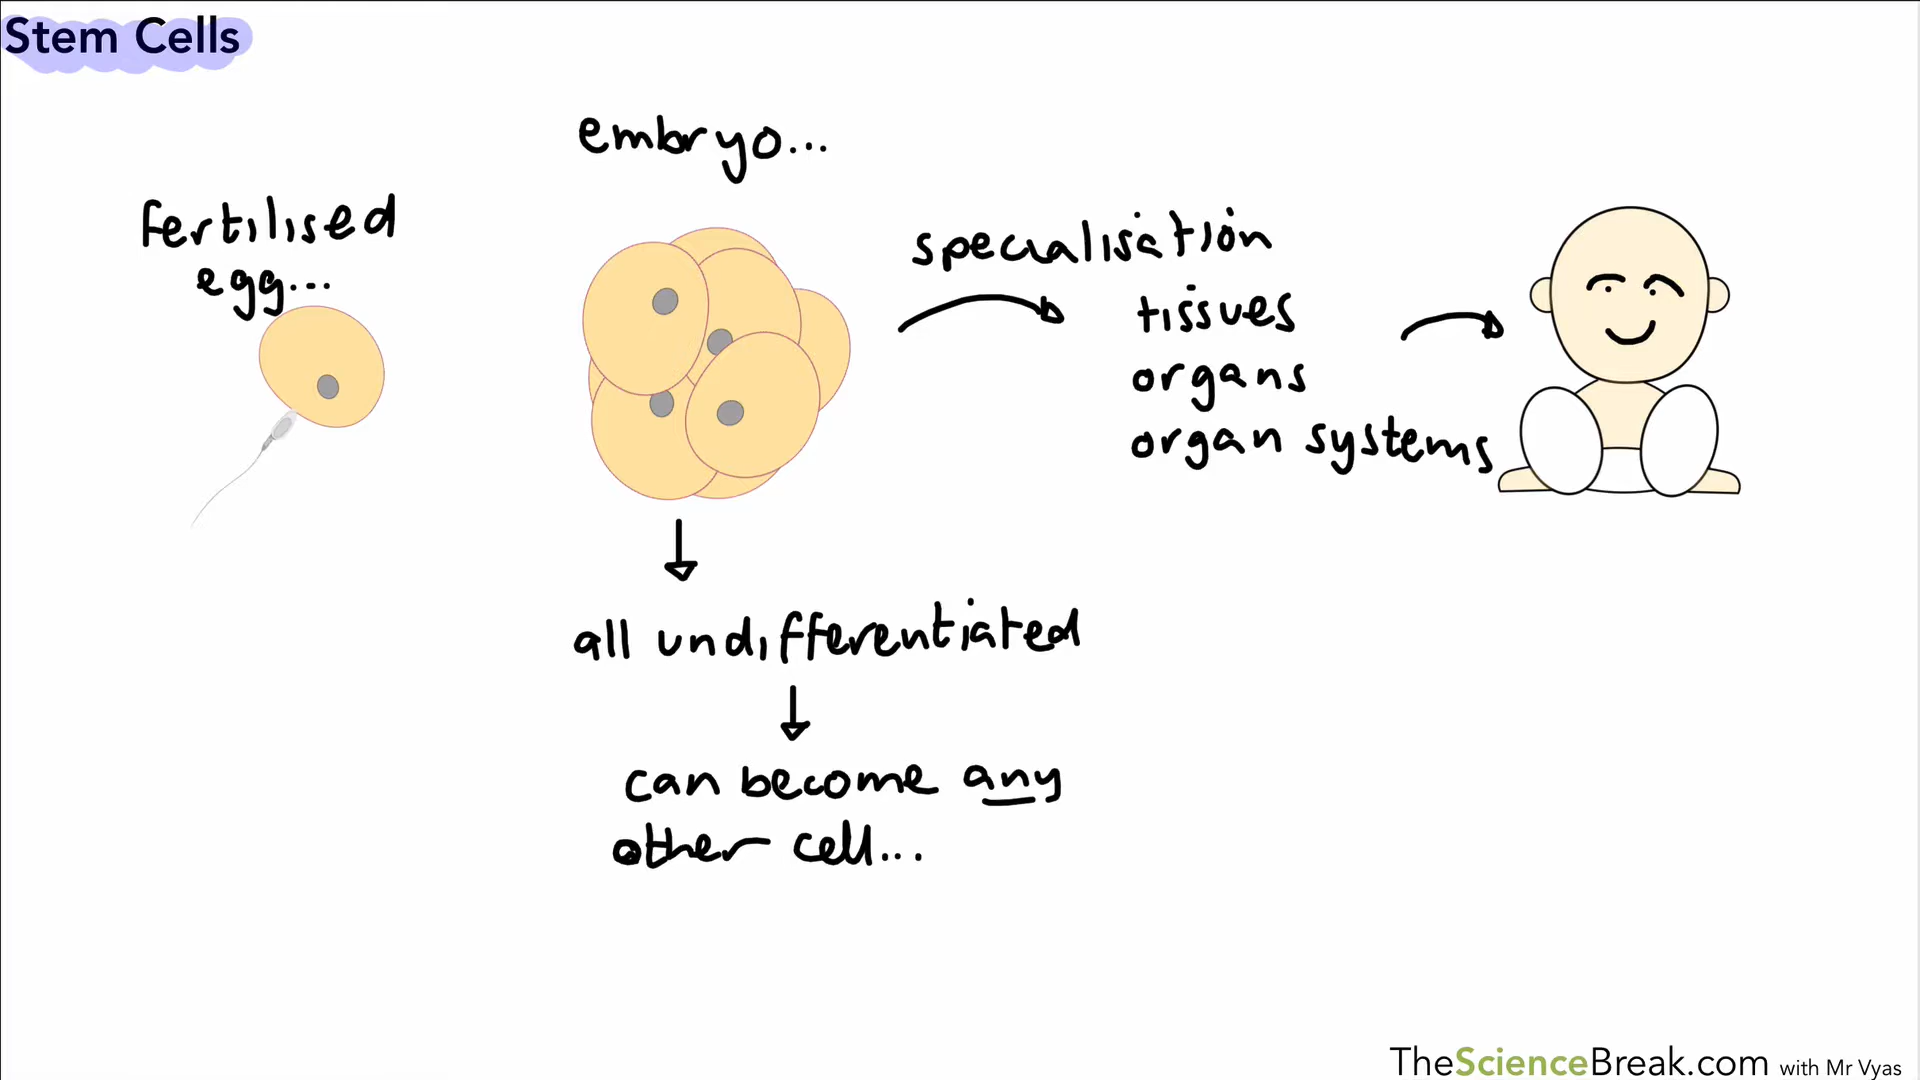 Stem Cells
embryo...
fertilised
egg...
specialisation
tissues
organs
organ systems
all undifferentiated
can become any
other cell...
TheScienceBreak.com with Mr Vyas